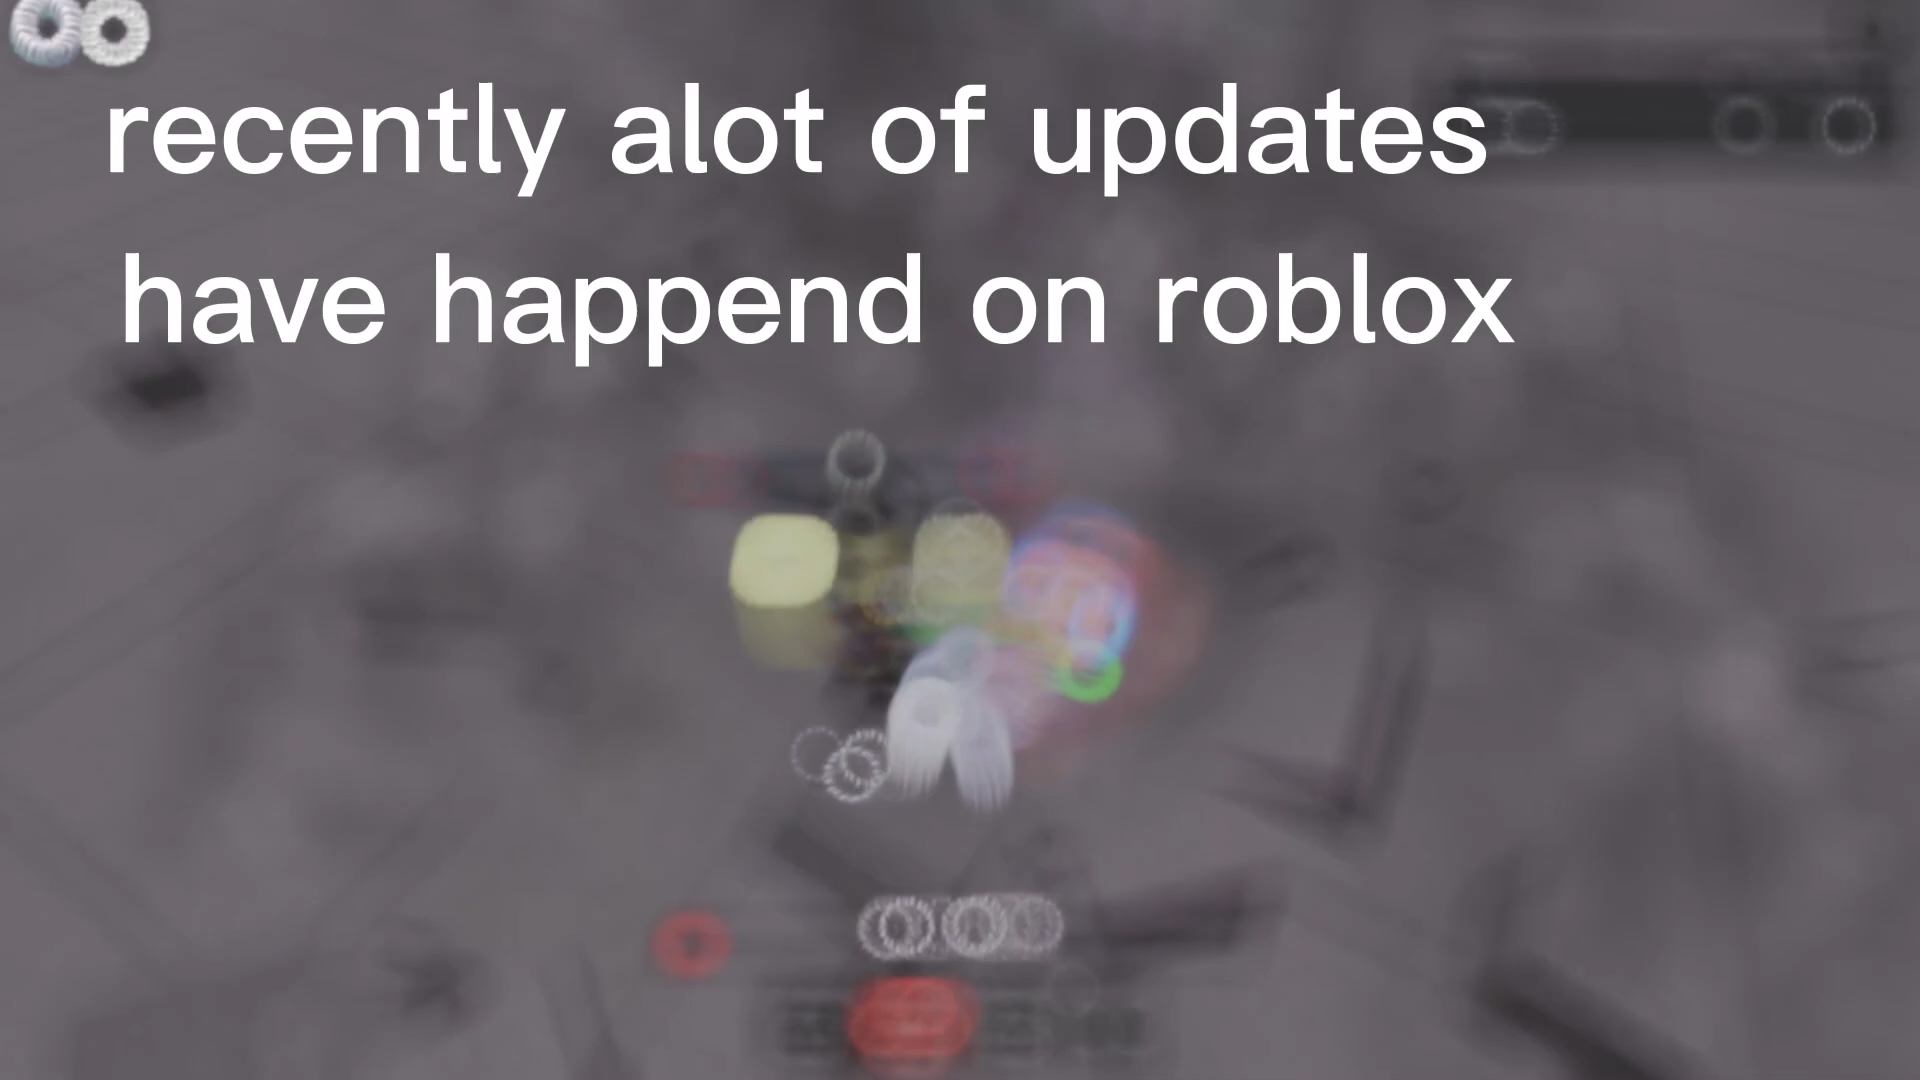 recently alot of updates
have happend on roblox